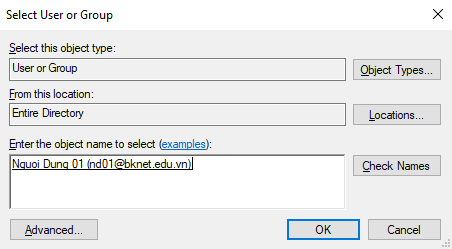 Select User or Group
Select this object type:
User or Group
Object Types...
From this location:
Entire Directory
Locations...
Enter the object name to select (examples):
Nguoi Dung 01 (nd01@bknet.edu.vn)
Check Names
Advanced...
OK
Cancel